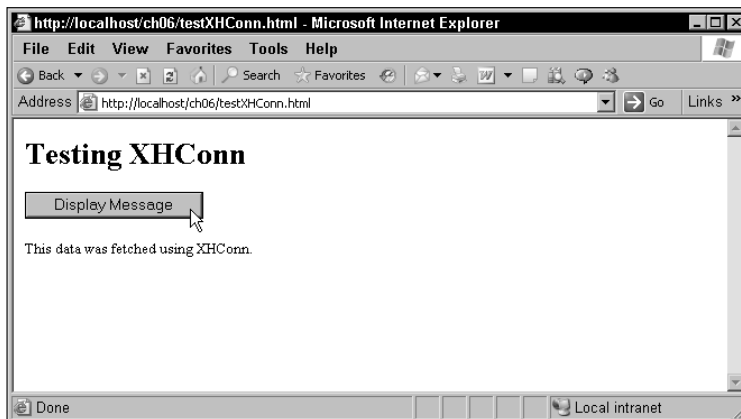 http://localhost/ch06/testXHConn.html - Microsoft Internet Explorer
File Edit View Favorites Tools Help
Back Search Favorites W
Address http://localhost/ch06/testXHConn.html Go Links »
Testing XHConn
Display Message
This data was fetched using XHConn.
Done Local intranet